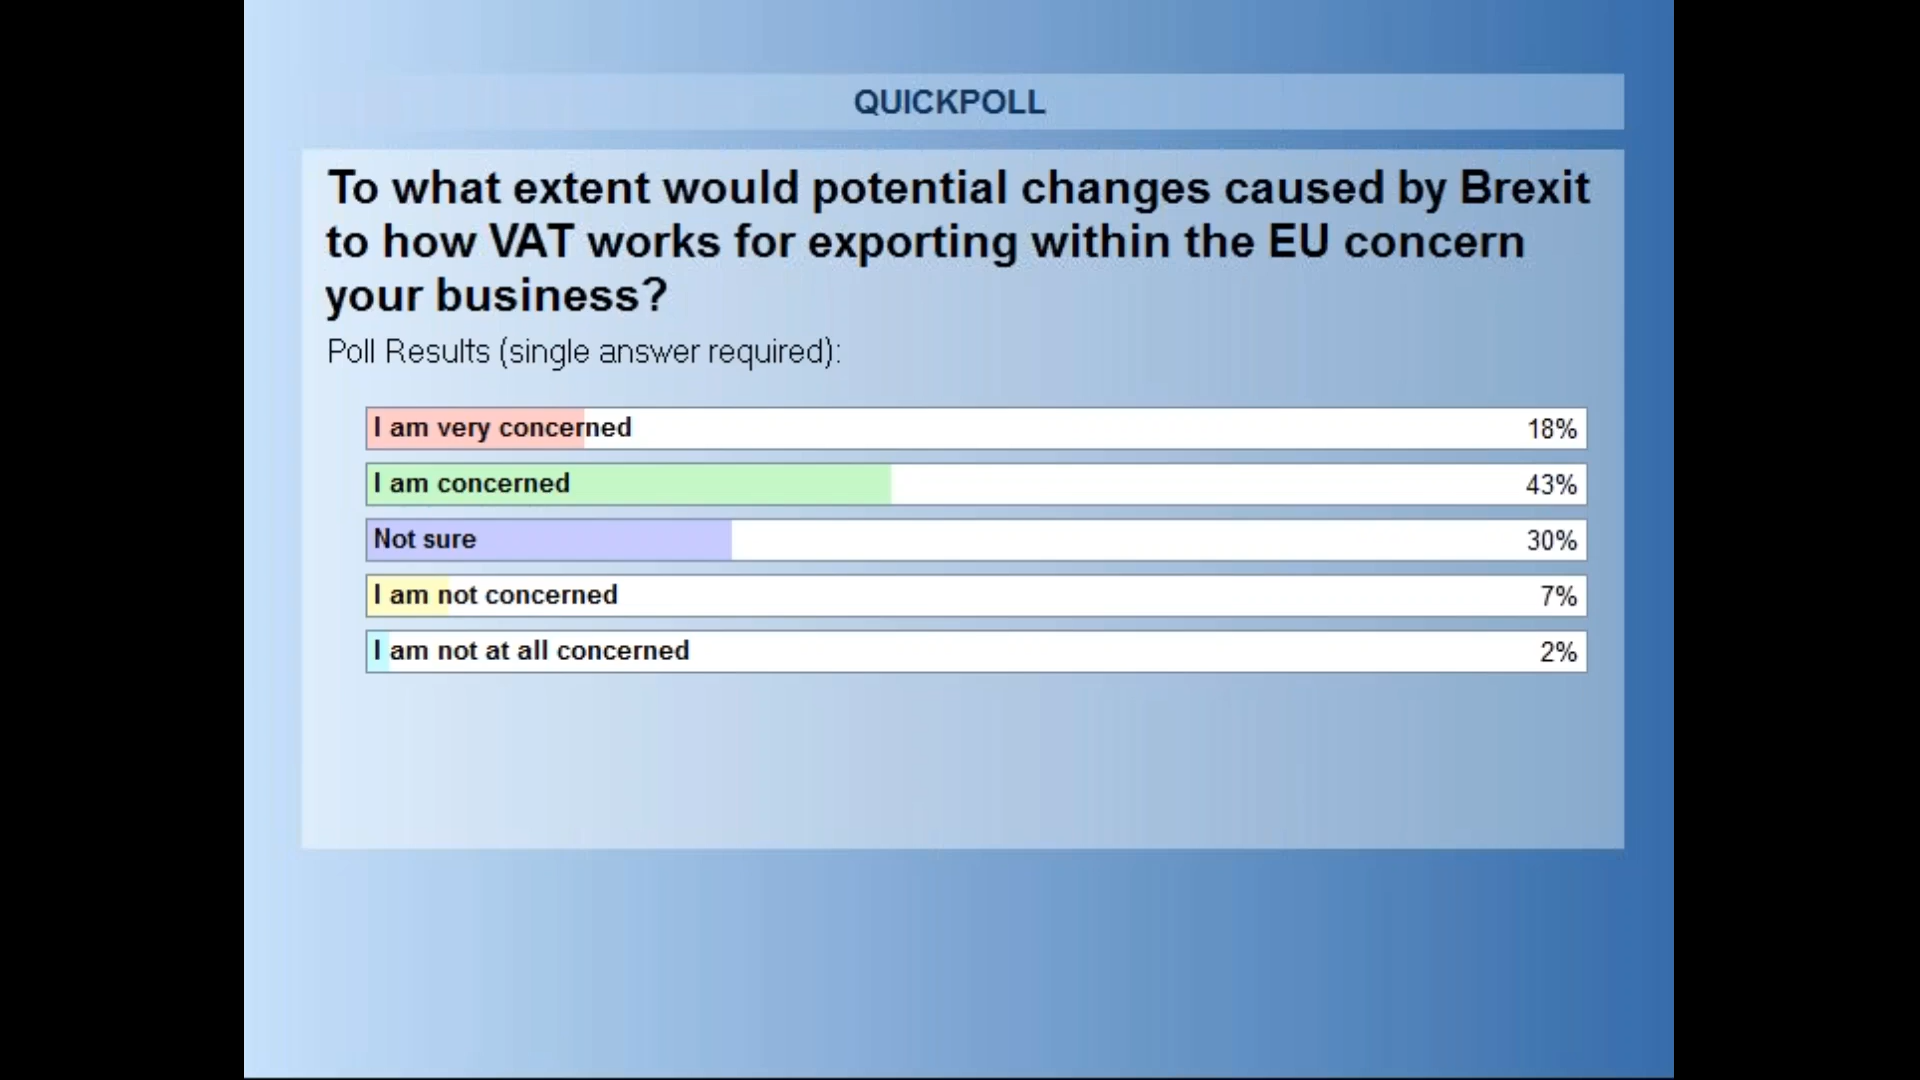 QUICKPOLL
To what extent would potential changes caused by Brexit
to how VAT works for exporting within the EU concern
your business?
Poll Results (single answer required):
I am very concerned 18%
I am concerned 43%
Not sure 30%
I am not concerned 7%
I am not at all concerned 2%